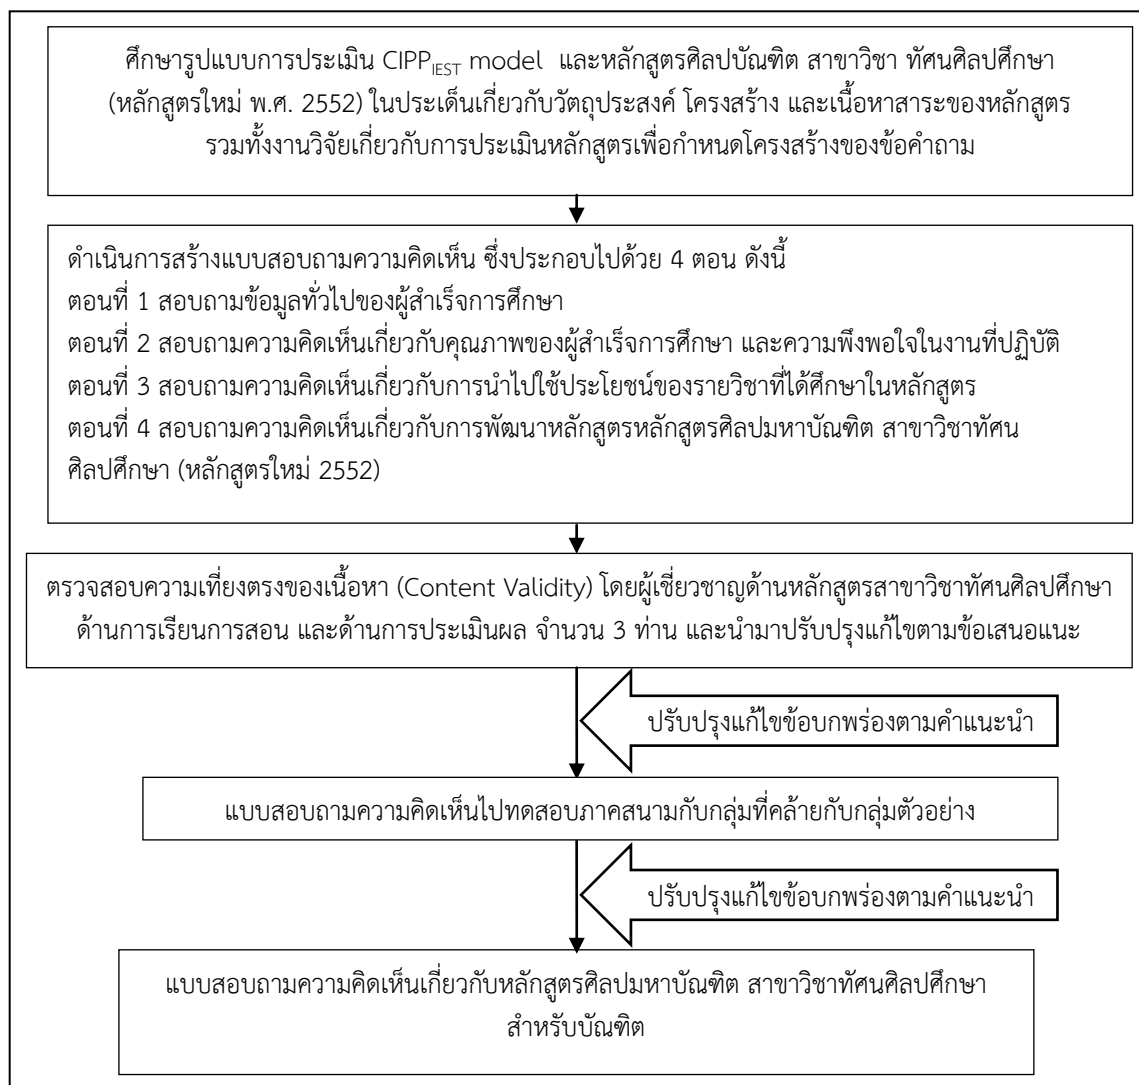 ศึกษารูปแบบการประเมิน CIPPIEST model และหลักสูตรศิลปบัณฑิต สาขาวิชา ทัศนศิลปศึกษา
(หลักสูตรใหม่ พ.ศ. 2552) ในประเด็นเกี่ยวกับวัตถุประสงค์ โครงสร้าง และเนื้อหาสาระของหลักสูตร
รวมทั้งงานวิจัยเกี่ยวกับการประเมินหลักสูตรเพื่อกำหนดโครงสร้างของข้อคำถาม
ดำเนินการสร้างแบบสอบถามความคิดเห็น ซึ่งประกอบไปด้วย 4 ตอน ดังนี้
ตอนที่ 1 สอบถามข้อมูลทั่วไปของผู้สำเร็จการศึกษา
ตอนที่ 2 สอบถามความคิดเห็นเกี่ยวกับคุณภาพของผู้สำเร็จการศึกษา และความพึงพอใจในงานที่ปฏิบัติ
ตอนที่ 3 สอบถามความคิดเห็นเกี่ยวกับการนำไปใช้ประโยชน์ของรายวิชาที่ได้ศึกษาในหลักสูตร
ตอนที่ 4 สอบถามความคิดเห็นเกี่ยวกับการพัฒนาหลักสูตรหลักสูตรศิลปมหาบัณฑิต สาขาวิชาทัศน
ศิลปศึกษา (หลักสูตรใหม่ 2552)
ตรวจสอบความเที่ยงตรงของเนื้อหา (Content Validity) โดยผู้เชี่ยวชาญด้านหลักสูตรสาขาวิชาทัศนศิลปศึกษา
ด้านการเรียนการสอน และด้านการประเมินผล จำนวน 3 ท่าน และนำมาปรับปรุงแก้ไขตามข้อเสนอแนะ
ปรับปรุงแก้ไขข้อบกพร่องตามคำแนะนำ
แบบสอบถามความคิดเห็นไปทดสอบภาคสนามกับกลุ่มที่คล้ายกับกลุ่มตัวอย่าง
ปรับปรุงแก้ไขข้อบกพร่องตามคำแนะนำ
แบบสอบถามความคิดเห็นเกี่ยวกับหลักสูตรศิลปมหาบัณฑิต สาขาวิชาทัศนศิลปศึกษา
สำหรับบัณฑิต